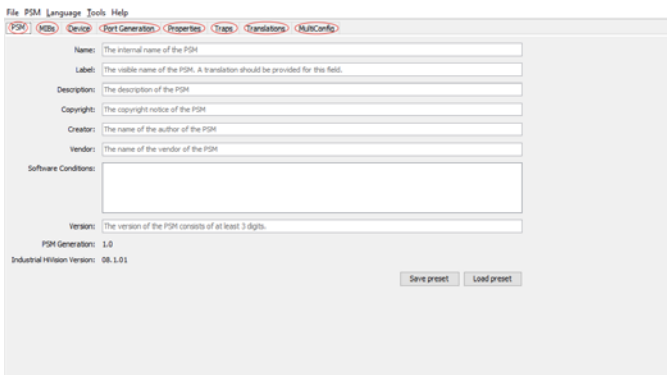 File PSM Language Tools Help
PSM MIBs Device Port Generation Properties Traps Translations MultiConfig
Name: The internal name of the PSM
Label: The visible name of the PSM. A translation should be provided for this field.
Description: The description of the PSM
Copyright: The copyright notice of the PSM
Creator: The name of the author of the PSM
Vendor: The name of the vendor of the PSM
Software Conditions:
Version: The version of the PSM consists of at least 3 digits.
PSM Generation: 1.0
Industrial HiVision Version: 08.1.01
Save preset Load preset